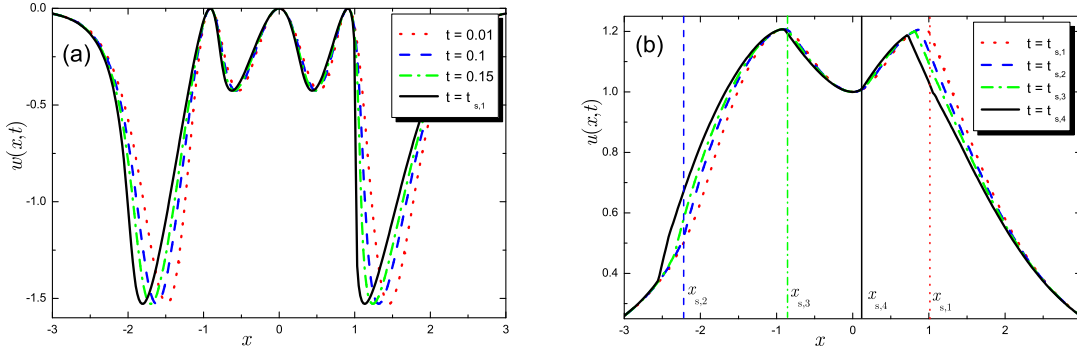 (a)
t = 0.01
t = 0.1
t = 0.15
t = t s,1
0.0
-0.5
-1.0
-1.5
w(x,t)
-3 -2 -1 0 1 2 3
x
(b)
t = t s,1
t = t s,2
t = t s,3
t = t s,4
1.2
1.0
0.8
0.6
0.4
u(x,t)
x s,2
x s,3
x s,4
x s,1
-3 -2 -1 0 1 2
x